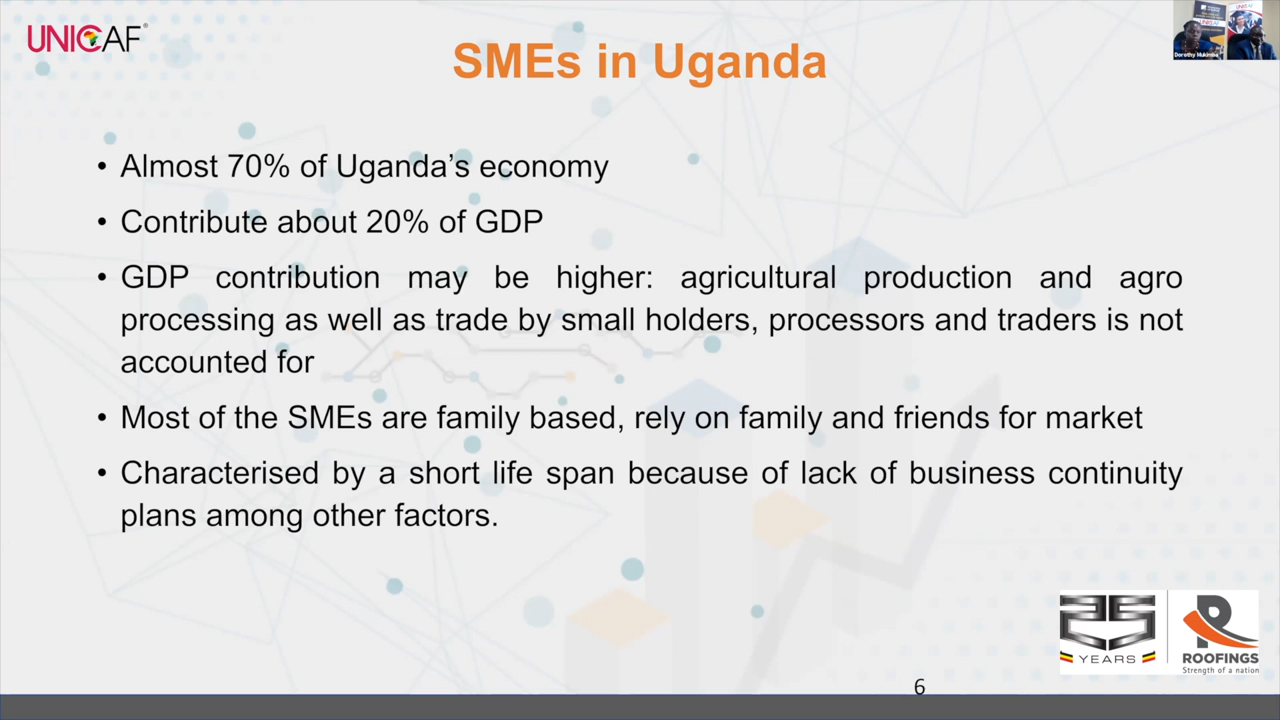 UNICAF®
SMEs in Uganda
Dorothy Mukimba
• Almost 70% of Uganda’s economy
• Contribute about 20% of GDP
• GDP contribution may be higher: agricultural production and agro
processing as well as trade by small holders, processors and traders is not
accounted for
• Most of the SMEs are family based, rely on family and friends for market
• Characterised by a short life span because of lack of business continuity
plans among other factors.
25
YEARS
ROOFINGS
Strength of a nation
6